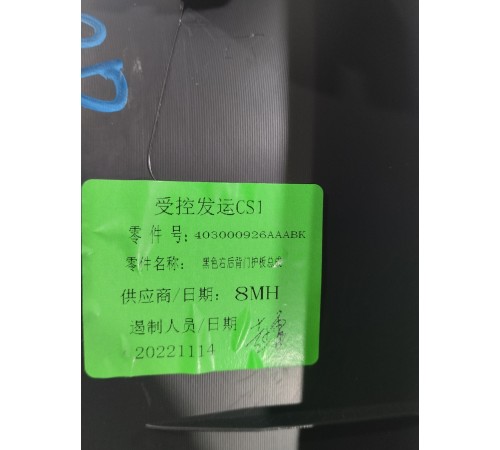 受控发运CS1
零 件 号: 403000926AAABK
零件名称: 黑色右后背门护板总成
供应商/日期: 8MH
遏制人员/日期
20221114